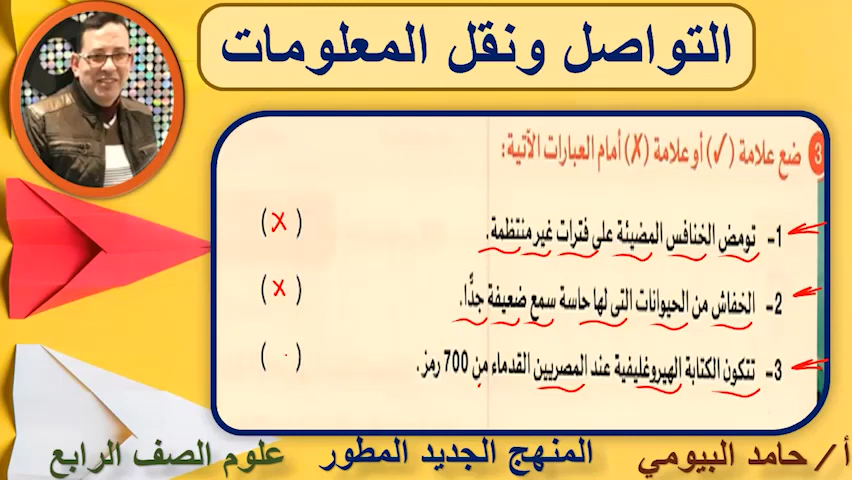 التواصل ونقل المعلومات
3 ضع علامة (✓) أو علامة (✗) أمام العبارات الآتية:
1- تومض الخنافس المضيئة على فترات غير منتظمة. (x)
2- الخفاش من الحيوانات التى لها حاسة سمع ضعيفة جدًّا. (x)
3- تتكون الكتابة الهيروغليفية عند المصريين القدماء من 700 رمز. ( )
أ/ حامد البيومي المنهج الجديد المطور علوم الصف الرابع